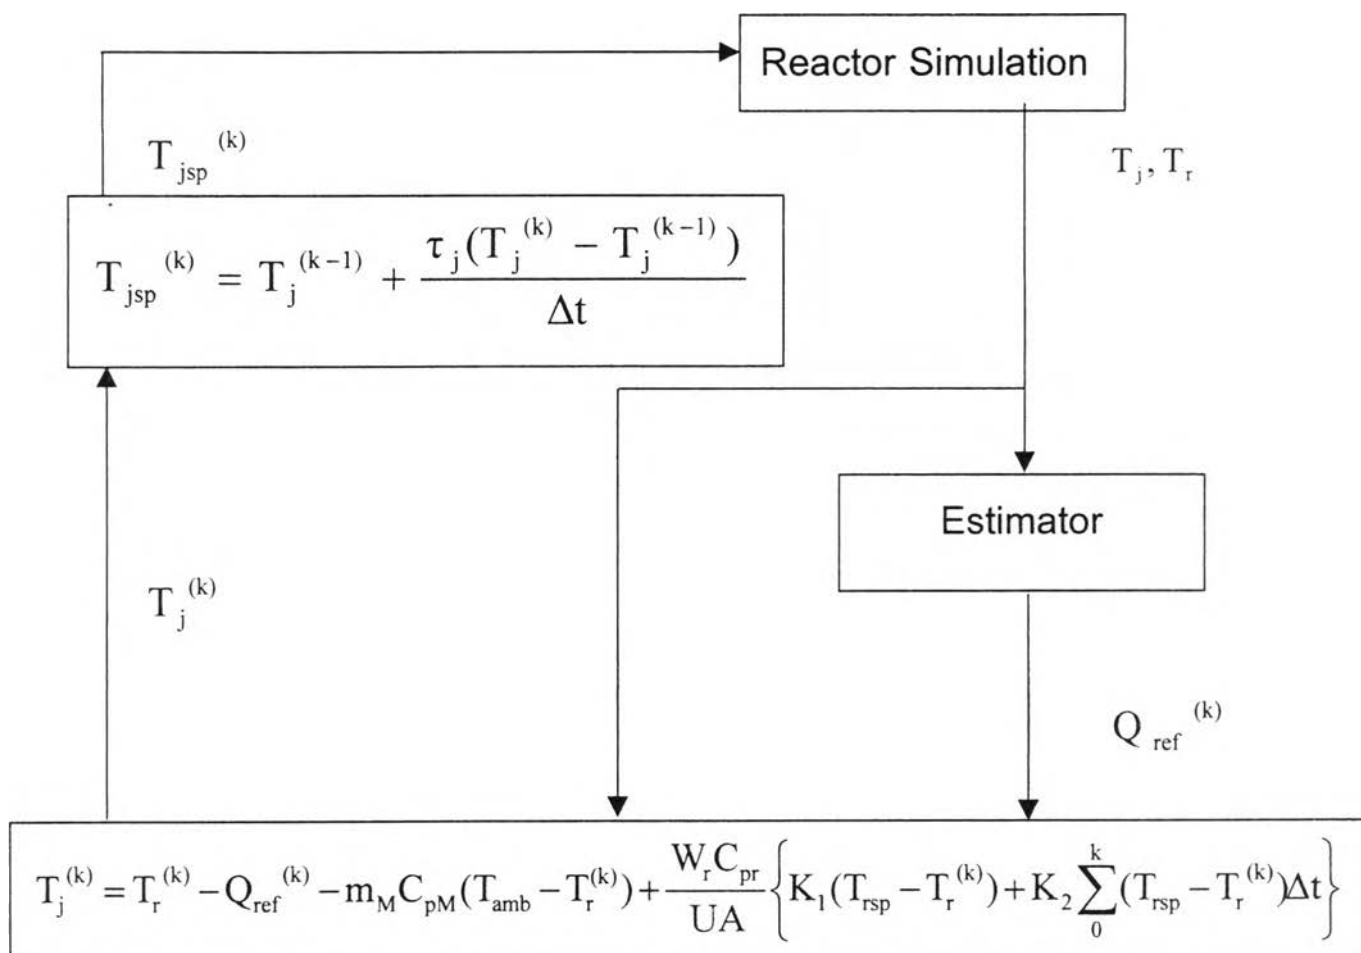 Reactor Simulation
T_jsp^(k)
T_j, T_r
T_jsp^(k) = T_j^(k−1) + τ_j(T_j^(k) − T_j^(k−1)) / Δt
Estimator
T_j^(k)
Q_ref^(k)
T_j^(k) = T_r^(k) − Q_ref^(k) − m_M C_pM (T_amb − T_r^(k)) + W_r C_pr / UA {K_1(T_rsp − T_r^(k)) + K_2 ∑_0^k (T_rsp − T_r^(k))Δt}